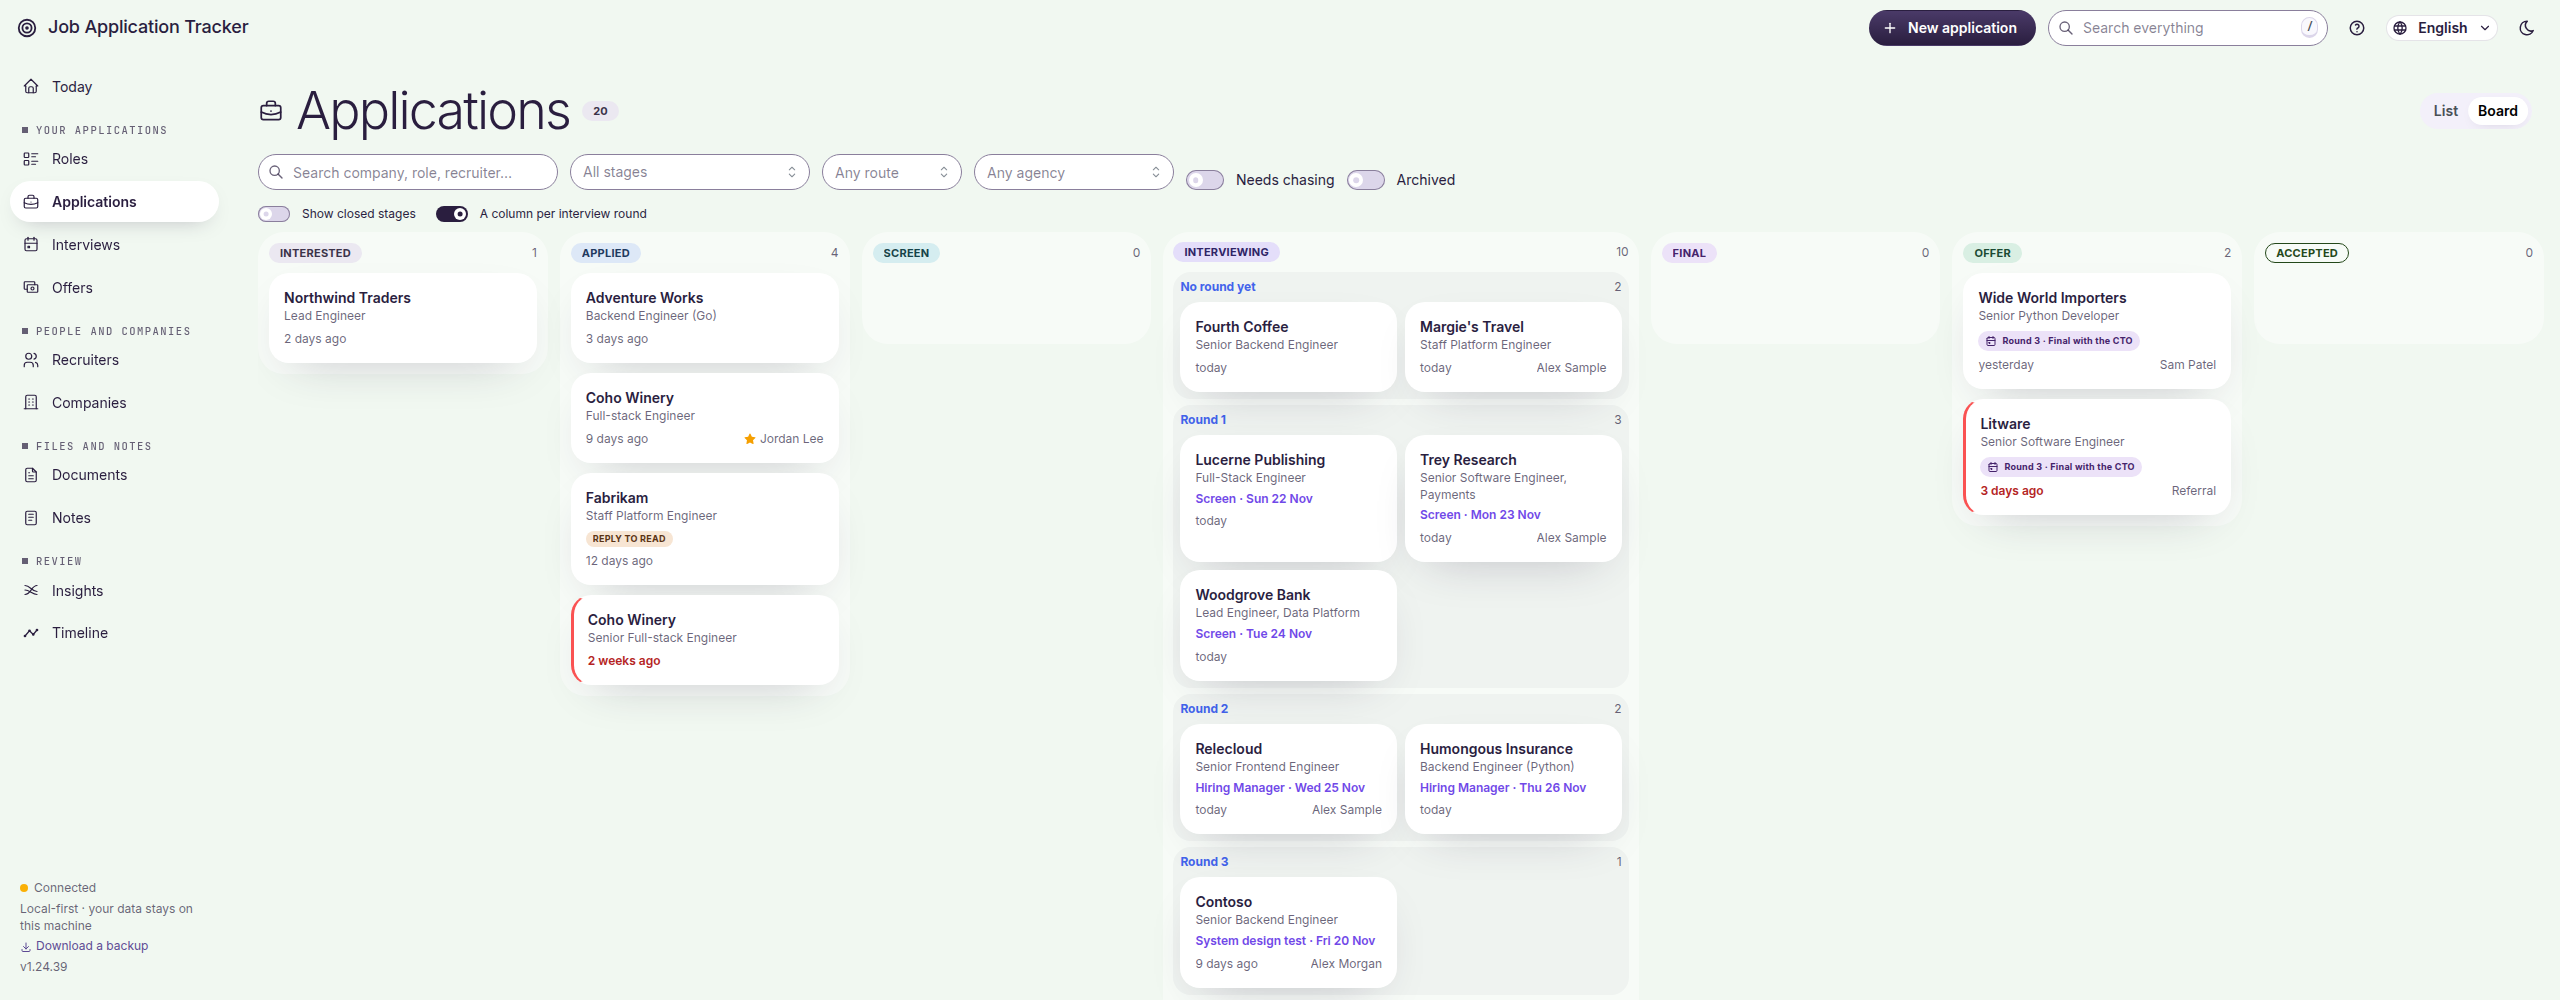 Job Application Tracker
New application
Search everything
/
English
Today
YOUR APPLICATIONS
Roles
Applications
Interviews
Offers
PEOPLE AND COMPANIES
Recruiters
Companies
FILES AND NOTES
Documents
Notes
REVIEW
Insights
Timeline
Connected
Local-first · your data stays on
this machine
Download a backup
v1.24.39
Applications 20
List Board
Search company, role, recruiter...
All stages
Any route
Any agency
Needs chasing
Archived
Show closed stages
A column per interview round
INTERESTED 1
Northwind Traders
Lead Engineer
2 days ago
APPLIED 4
Adventure Works
Backend Engineer (Go)
3 days ago
Coho Winery
Full-stack Engineer
9 days ago Jordan Lee
Fabrikam
Staff Platform Engineer
REPLY TO READ
12 days ago
Coho Winery
Senior Full-stack Engineer
2 weeks ago
SCREEN 0
INTERVIEWING 10
No round yet 2
Fourth Coffee
Senior Backend Engineer
today
Margie's Travel
Staff Platform Engineer
today Alex Sample
Round 1 3
Lucerne Publishing
Full-Stack Engineer
Screen · Sun 22 Nov
today
Trey Research
Senior Software Engineer,
Payments
Screen · Mon 23 Nov
today Alex Sample
Woodgrove Bank
Lead Engineer, Data Platform
Screen · Tue 24 Nov
today
Round 2 2
Relecloud
Senior Frontend Engineer
Hiring Manager · Wed 25 Nov
today Alex Sample
Humongous Insurance
Backend Engineer (Python)
Hiring Manager · Thu 26 Nov
today
Round 3 1
Contoso
Senior Backend Engineer
System design test · Fri 20 Nov
9 days ago Alex Morgan
FINAL 0
OFFER 2
Wide World Importers
Senior Python Developer
Round 3 · Final with the CTO
yesterday Sam Patel
Litware
Senior Software Engineer
Round 3 · Final with the CTO
3 days ago Referral
ACCEPTED 0